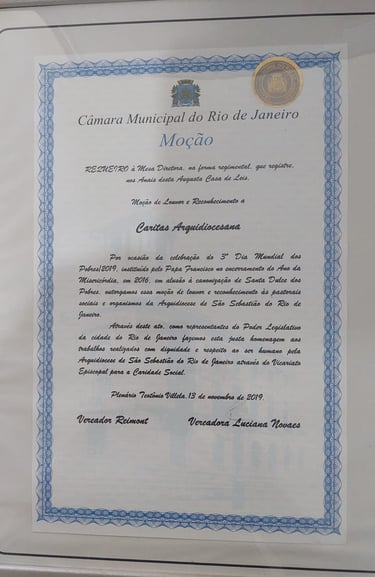 Câmara Municipal do Rio de Janeiro
Moção
REQUEIRO à Mesa Diretora, na forma regimental, que registre,
nos Anais desta Augusta Casa de Leis,
Moção de Louvor e Reconhecimento a
Caritas Arquidiocesana
Por ocasião da celebração do 3º Dia Mundial dos
Pobres/2019, instituído pelo Papa Francisco no encerramento do Ano da
Misericórdia, em 2016, em alusão à canonização de Santa Dulce dos
Pobres, outorgamos essa moção de louvor e reconhecimento às pastorais
sociais e organismos da Arquidiocese de São Sebastião do Rio de
Janeiro.
Através deste ato, como representantes do Poder Legislativo
da cidade do Rio de Janeiro fazemos esta justa homenagem aos
trabalhos realizados com dignidade e respeito ao ser humano pela
Arquidiocese de São Sebastião do Rio de Janeiro através do Vicariato
Episcopal para a Caridade Social.
Plenário Teotônio Villela, 13 de novembro de 2019.
Vereador Reimont Vereadora Luciana Novaes